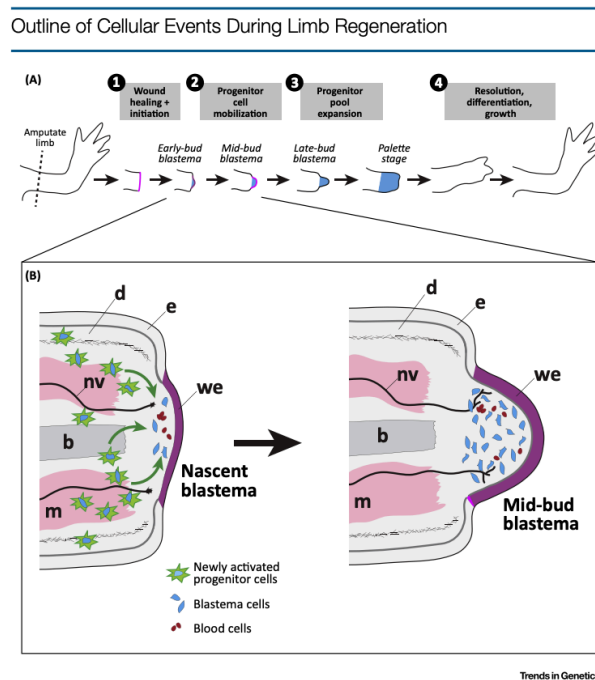 Outline of Cellular Events During Limb Regeneration
(A)
1
Wound
healing +
initiation
2
Progenitor
cell
mobilization
3
Progenitor
pool
expansion
4
Resolution,
differentiation,
growth
Amputate
limb
Early-bud
blastema
Mid-bud
blastema
Late-bud
blastema
Palette
stage
(B)
d
e
nv
we
b
m
Nascent
blastema
d
e
nv
we
b
m
Mid-bud
blastema
Newly activated
progenitor cells
Blastema cells
Blood cells
Trends in Genetics